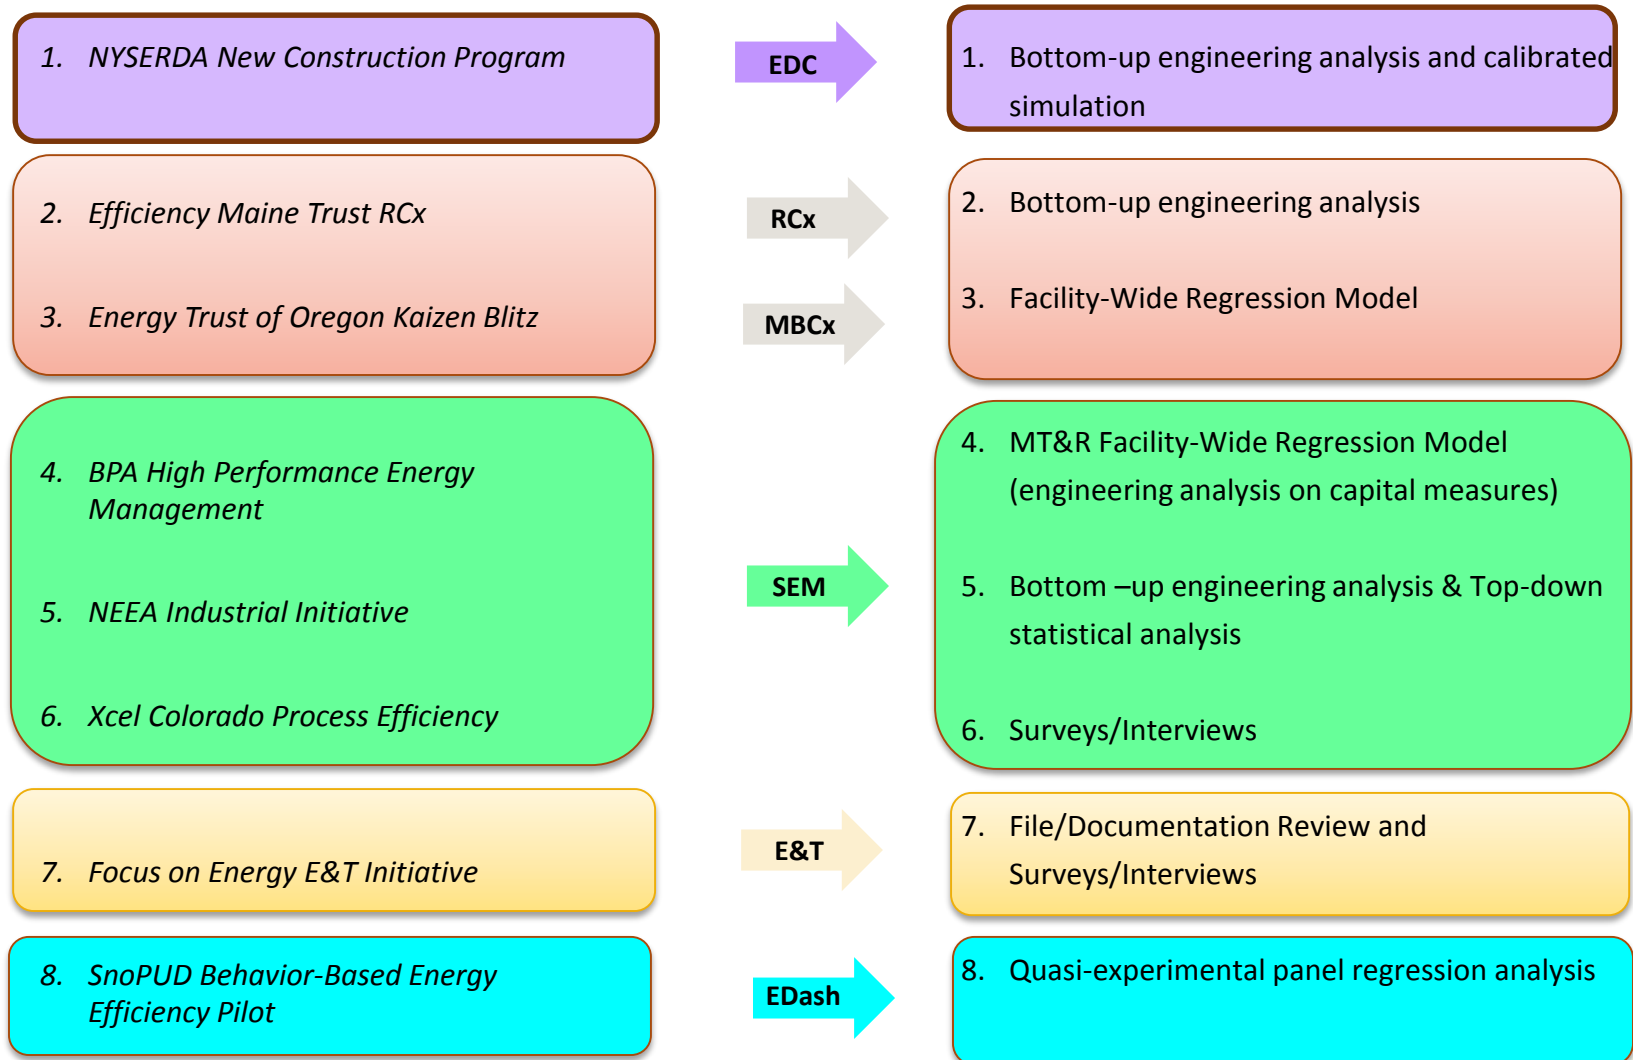 1. NYSERDA New Construction Program
EDC
1. Bottom-up engineering analysis and calibrated
simulation
2. Efficiency Maine Trust RCx
RCx
2. Bottom-up engineering analysis
3. Energy Trust of Oregon Kaizen Blitz
MBCx
3. Facility-Wide Regression Model
4. BPA High Performance Energy
Management
5. NEEA Industrial Initiative
6. Xcel Colorado Process Efficiency
SEM
4. MT&R Facility-Wide Regression Model
(engineering analysis on capital measures)
5. Bottom –up engineering analysis & Top-down
statistical analysis
6. Surveys/Interviews
7. Focus on Energy E&T Initiative
E&T
7. File/Documentation Review and
Surveys/Interviews
8. SnoPUD Behavior-Based Energy
Efficiency Pilot
EDash
8. Quasi-experimental panel regression analysis